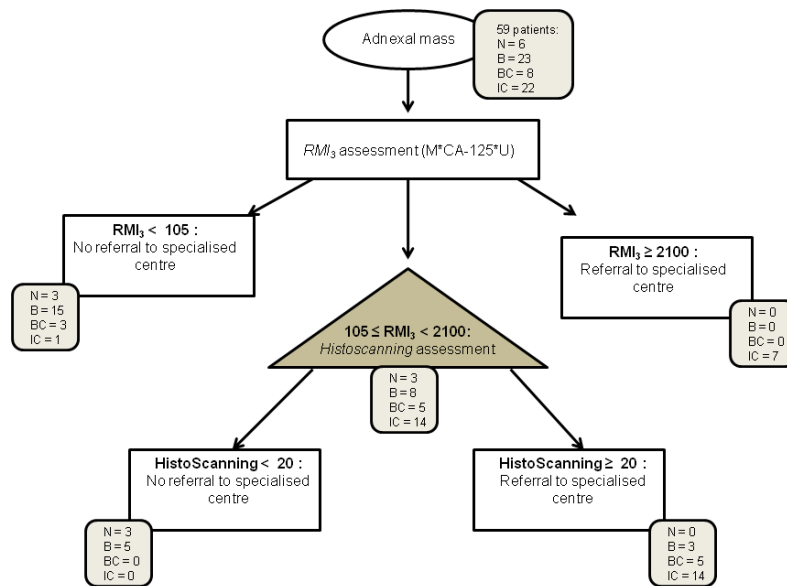 Adnexal mass
59 patients:
N = 6
B = 23
BC = 8
IC = 22
RMI₃ assessment (M*CA-125*U)
RMI₃ < 105 :
No referral to specialised
centre
N = 3
B = 15
BC = 3
IC = 1
RMI₃ ≥ 2100 :
Referral to specialised
centre
N = 0
B = 0
BC = 0
IC = 7
105 ≤ RMI₃ < 2100:
Histoscanning assessment
N = 3
B = 8
BC = 5
IC = 14
HistoScanning < 20 :
No referral to specialised
centre
N = 3
B = 5
BC = 0
IC = 0
HistoScanning ≥ 20 :
Referral to specialised
centre
N = 0
B = 3
BC = 5
IC = 14